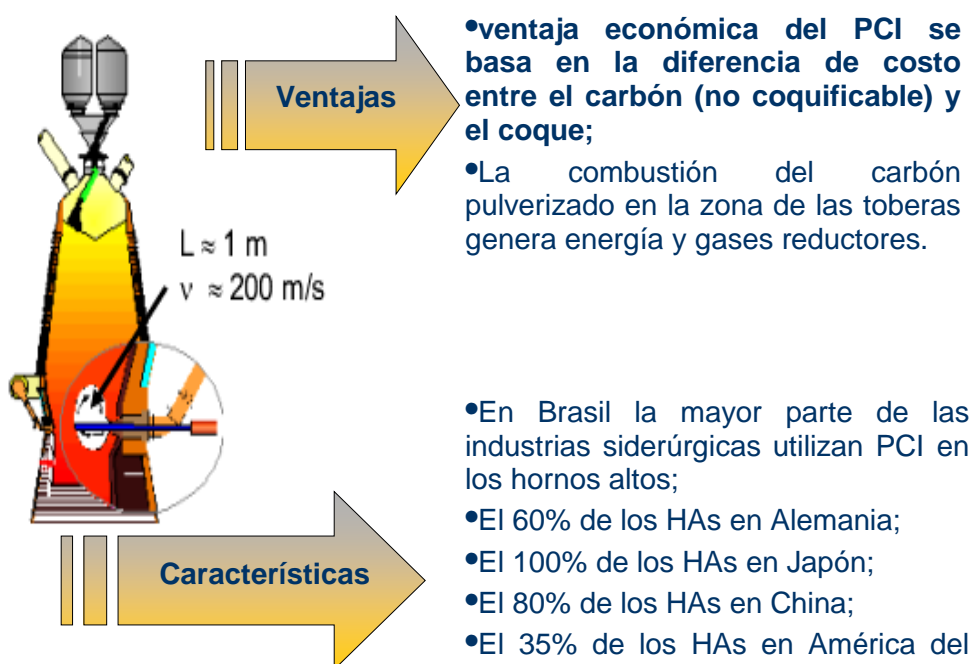 Ventajas
•ventaja económica del PCI se
basa en la diferencia de costo
entre el carbón (no coquificable) y
el coque;
•La combustión del carbón
pulverizado en la zona de las toberas
genera energía y gases reductores.
L ≈ 1 m
ν ≈ 200 m/s
Características
•En Brasil la mayor parte de las
industrias siderúrgicas utilizan PCI en
los hornos altos;
•El 60% de los HAs en Alemania;
•El 100% de los HAs en Japón;
•El 80% de los HAs en China;
•El 35% de los HAs en América del